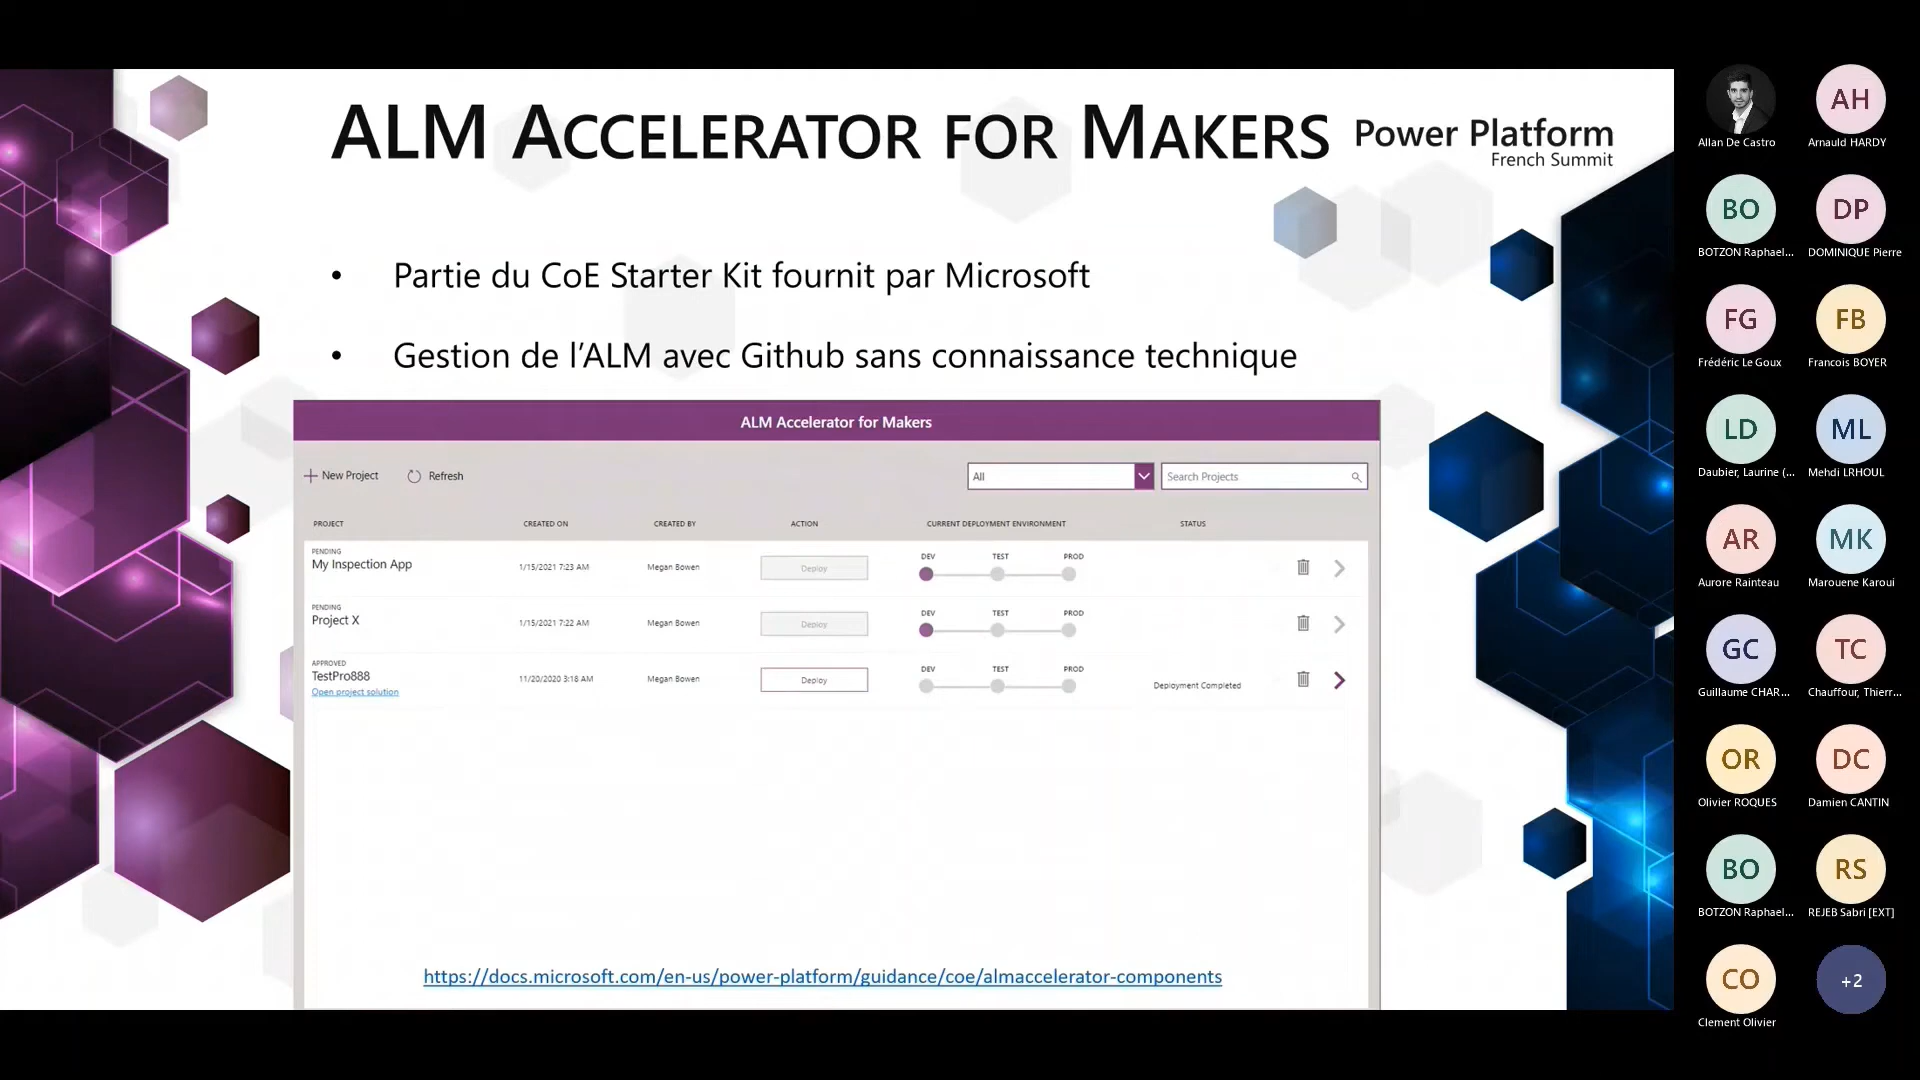 ALM ACCELERATOR FOR MAKERS
Power Platform
French Summit
• Partie du CoE Starter Kit fournit par Microsoft
• Gestion de l’ALM avec Github sans connaissance technique
ALM Accelerator for Makers
New Project Refresh All Search Projects
PROJECT CREATED ON CREATED BY ACTION CURRENT DEPLOYMENT ENVIRONMENT STATUS
PENDING
My Inspection App 1/15/2021 7:23 AM Megan Bowen Deploy DEV TEST PROD
PENDING
Project X 1/15/2021 7:22 AM Megan Bowen Deploy DEV TEST PROD
APPROVED
TestPro888 11/20/2020 3:18 AM Megan Bowen Deploy DEV TEST PROD Deployment Completed
Open project solution
https://docs.microsoft.com/en-us/power-platform/guidance/coe/almaccelerator-components
AH
Allan De Castro Arnauld HARDY
BO DP
BOTZON Raphael... DOMINIQUE Pierre
FG FB
Frédéric Le Goux Francois BOYER
LD ML
Daubier, Laurine (... Mehdi LRHOUL
AR MK
Aurore Rainteau Marouene Karoui
GC TC
Guillaume CHAR... Chauffour, Thierr...
OR DC
Olivier ROQUES Damien CANTIN
BO RS
BOTZON Raphael... REJEB Sabri [EXT]
CO +2
Clement Olivier